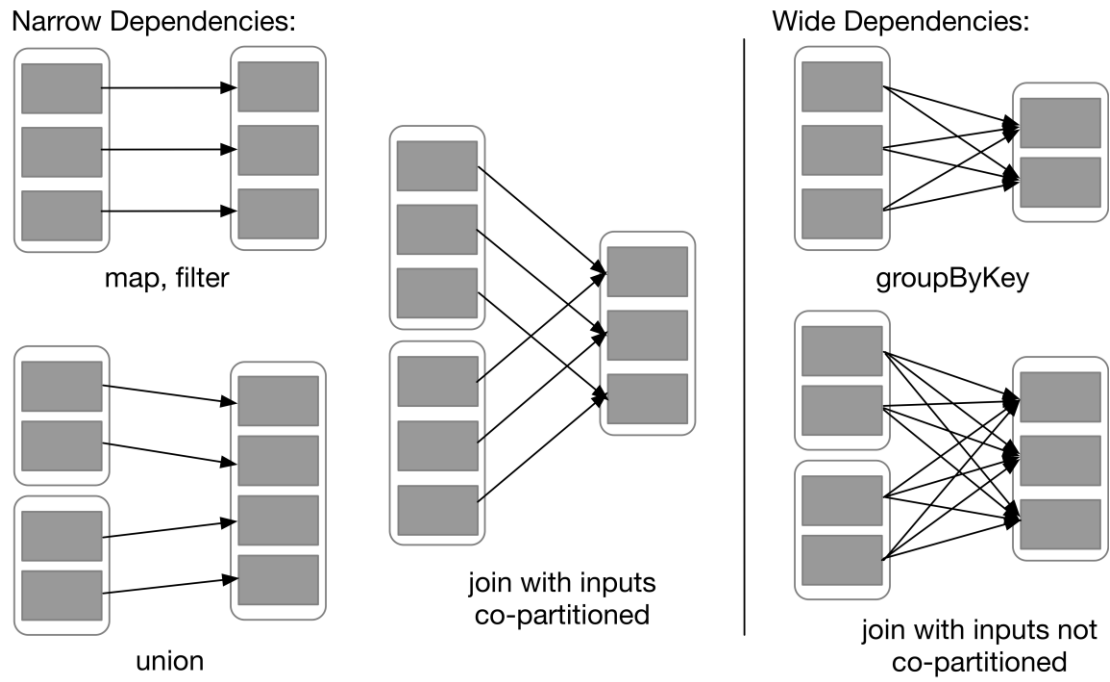 Narrow Dependencies:
map, filter
union
join with inputs
co-partitioned
Wide Dependencies:
groupByKey
join with inputs not
co-partitioned